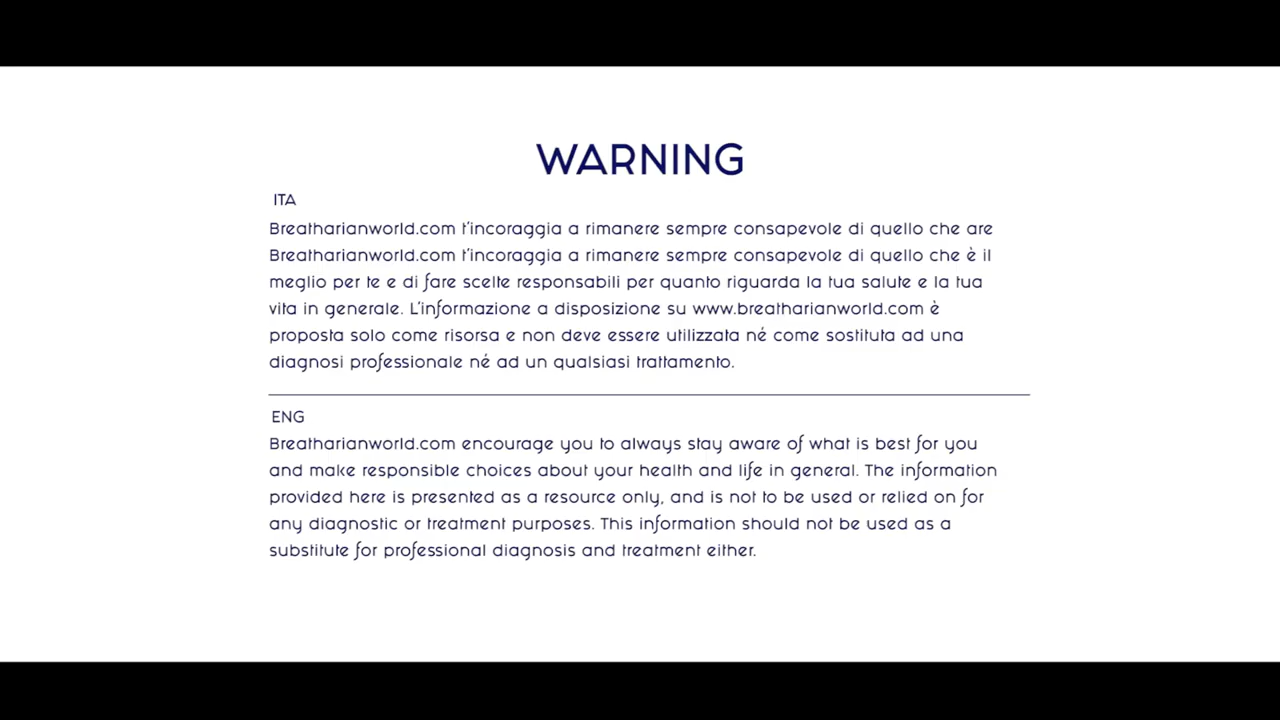 WARNING
ITA
Breatharianworld.com t'incoraggia a rimanere sempre consapevole di quello che are
Breatharianworld.com t'incoraggia a rimanere sempre consapevole di quello che è il
meglio per te e di fare scelte responsabili per quanto riguarda la tua salute e la tua
vita in generale. L'informazione a disposizione su www.breatharianworld.com è
proposta solo come risorsa e non deve essere utilizzata né come sostituta ad una
diagnosi professionale né ad un qualsiasi trattamento.
ENG
Breatharianworld.com encourage you to always stay aware of what is best for you
and make responsible choices about your health and life in general. The information
provided here is presented as a resource only, and is not to be used or relied on for
any diagnostic or treatment purposes. This information should not be used as a
substitute for professional diagnosis and treatment either.